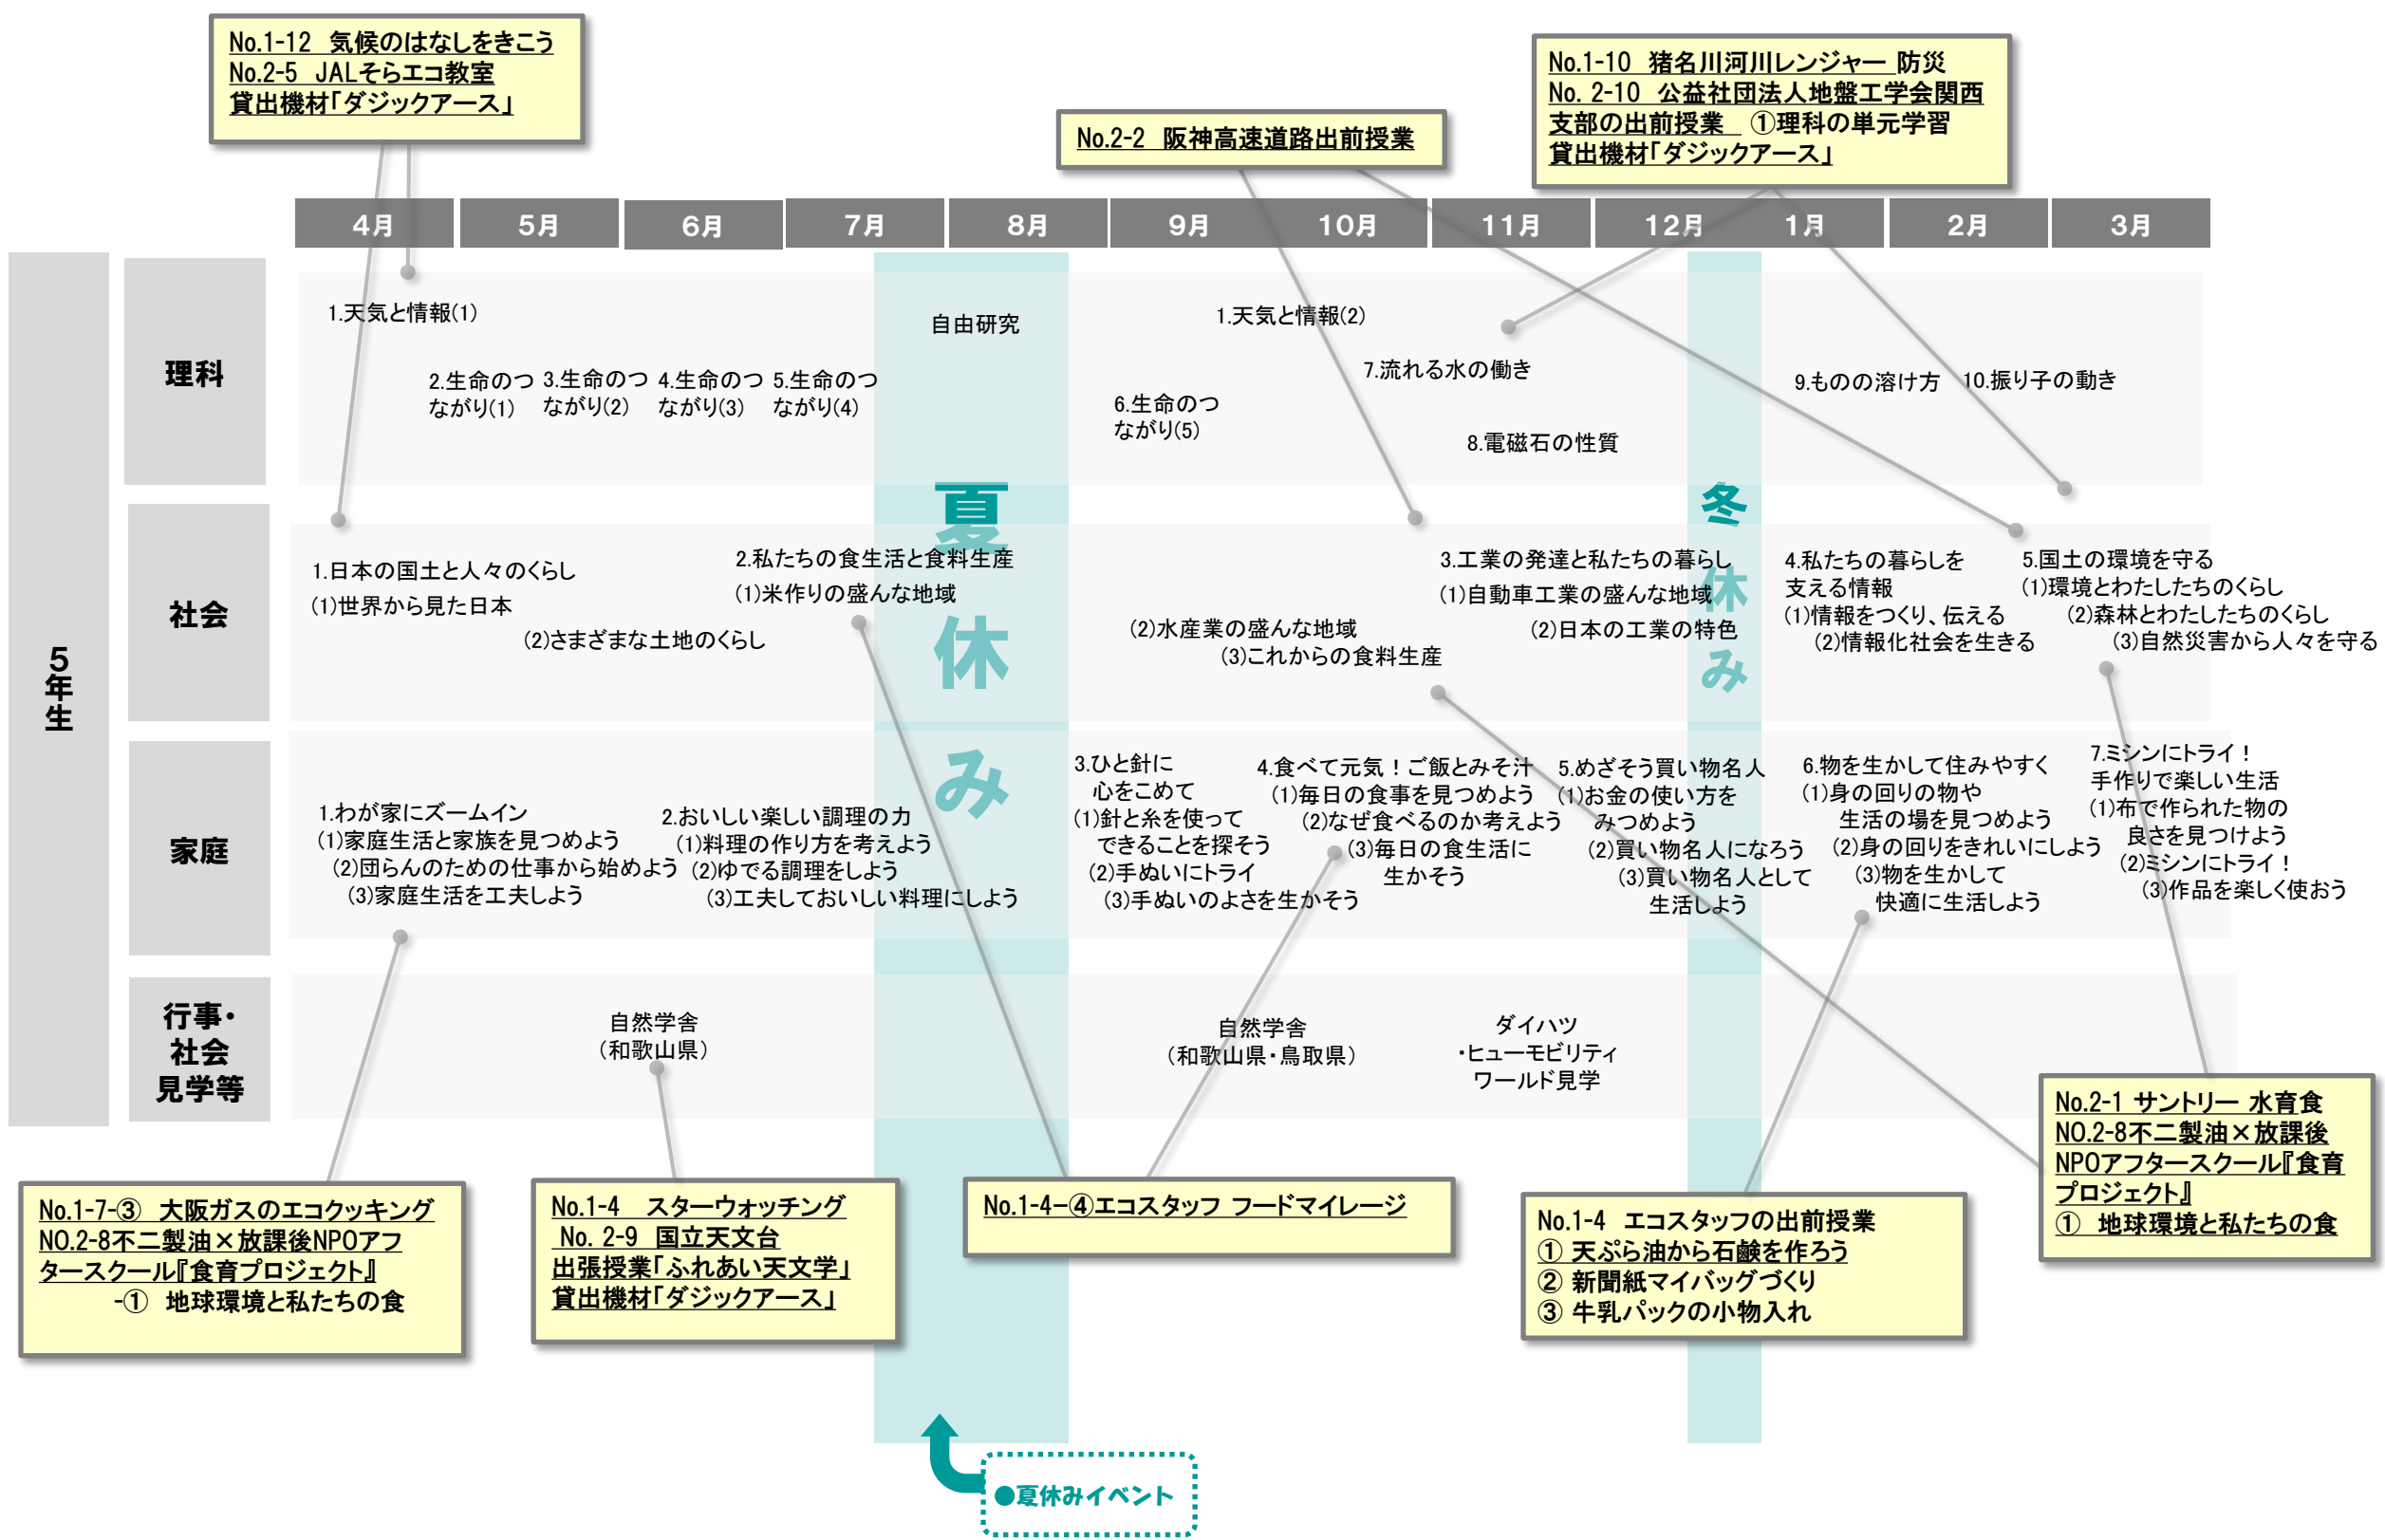 No.1-12　気候のはなしをきこう
No.2-5　JALそらエコ教室
貸出機材｢ダジックアース｣
No.1-10　猪名川河川レンジャー 防災
No. 2-10　公益社団法人地盤工学会関西
支部の出前授業　①理科の単元学習
貸出機材｢ダジックアース｣
No.2-2　阪神高速道路出前授業
4月
5月
6月
7月
8月
9月
10月
11月
12月
1月
2月
3月
5年生
理科
1.天気と情報(1)
2.生命のつ
ながり(1)
3.生命のつ
ながり(2)
4.生命のつ
ながり(3)
5.生命のつ
ながり(4)
自由研究
6.生命のつ
ながり(5)
1.天気と情報(2)
7.流れる水の働き
8.電磁石の性質
9.ものの溶け方
10.振り子の動き
夏休み
冬休み
社会
1.日本の国土と人々のくらし
(1)世界から見た日本
(2)さまざまな土地のくらし
2.私たちの食生活と食料生産
(1)米作りの盛んな地域
(2)水産業の盛んな地域
(3)これからの食料生産
3.工業の発達と私たちの暮らし
(1)自動車工業の盛んな地域
(2)日本の工業の特色
4.私たちの暮らしを
支える情報
(1)情報をつくり、伝える
(2)情報化社会を生きる
5.国土の環境を守る
(1)環境とわたしたちのくらし
(2)森林とわたしたちのくらし
(3)自然災害から人々を守る
家庭
1.わが家にズームイン
(1)家庭生活と家族を見つめよう
(2)団らんのための仕事から始めよう
(3)家庭生活を工夫しよう
2.おいしい楽しい調理の力
(1)料理の作り方を考えよう
(2)ゆでる調理をしよう
(3)工夫しておいしい料理にしよう
3.ひと針に
心をこめて
(1)針と糸を使って
できることを探そう
(2)手ぬいにトライ
(3)手ぬいのよさを生かそう
4.食べて元気！ご飯とみそ汁
(1)毎日の食事を見つめよう
(2)なぜ食べるのか考えよう
(3)毎日の食生活に
生かそう
5.めざそう買い物名人
(1)お金の使い方を
みつめよう
(2)買い物名人になろう
(3)買い物名人として
生活しよう
6.物を生かして住みやすく
(1)身の回りの物や
生活の場を見つめよう
(2)身の回りをきれいにしよう
(3)物を生かして
快適に生活しよう
7.ミシンにトライ！
手作りで楽しい生活
(1)布で作られた物の
良さを見つけよう
(2)ミシンにトライ！
(3)作品を楽しく使おう
行事・
社会
見学等
自然学舎
（和歌山県）
自然学舎
（和歌山県・鳥取県）
ダイハツ
・ヒューモビリティ
ワールド見学
No.1-7-③　大阪ガスのエコクッキング
NO.2-8不二製油×放課後NPOアフ
タースクール『食育プロジェクト』
-①　地球環境と私たちの食
No.1-4　スターウォッチング
No. 2-9　国立天文台
出張授業｢ふれあい天文学｣
貸出機材｢ダジックアース｣
No.1-4－④エコスタッフ フードマイレージ
No.1-4　エコスタッフの出前授業
① 天ぷら油から石鹸を作ろう
② 新聞紙マイバッグづくり
③ 牛乳パックの小物入れ
No.2-1 サントリー 水育食
NO.2-8不二製油×放課後
NPOアフタースクール『食育
プロジェクト』
①　地球環境と私たちの食
●夏休みイベント